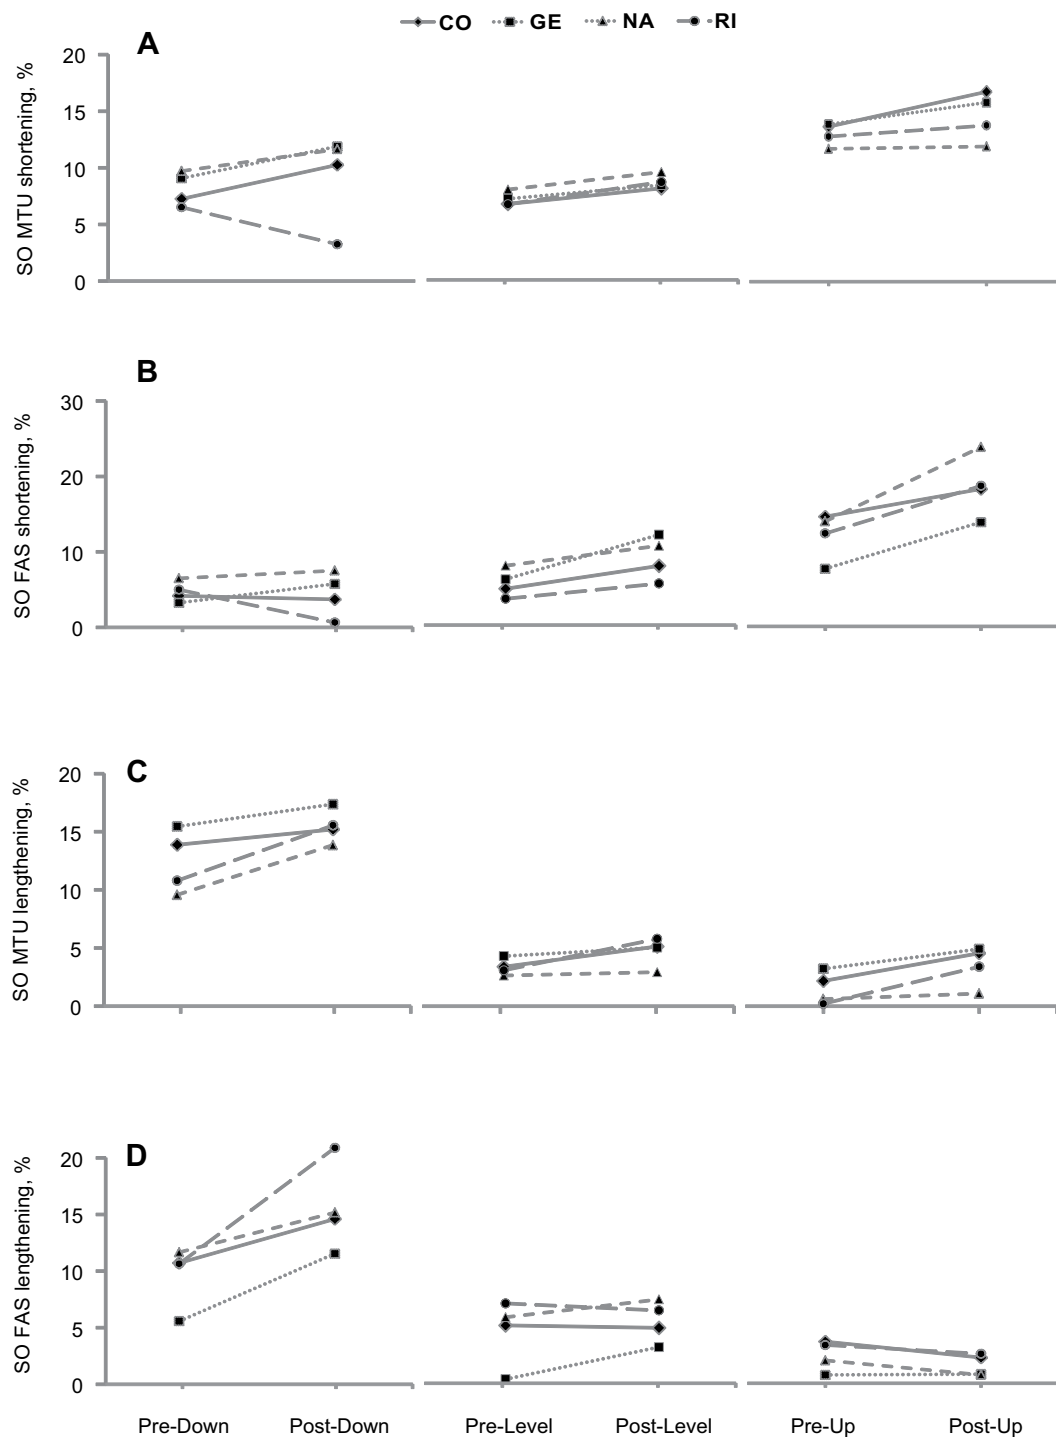 CO GE NA RI
A
SO MTU shortening, %
20
15
10
5
0
B
SO FAS shortening, %
30
20
10
0
C
SO MTU lengthening, %
20
15
10
5
0
D
SO FAS lengthening, %
20
15
10
5
0
Pre-Down Post-Down Pre-Level Post-Level Pre-Up Post-Up